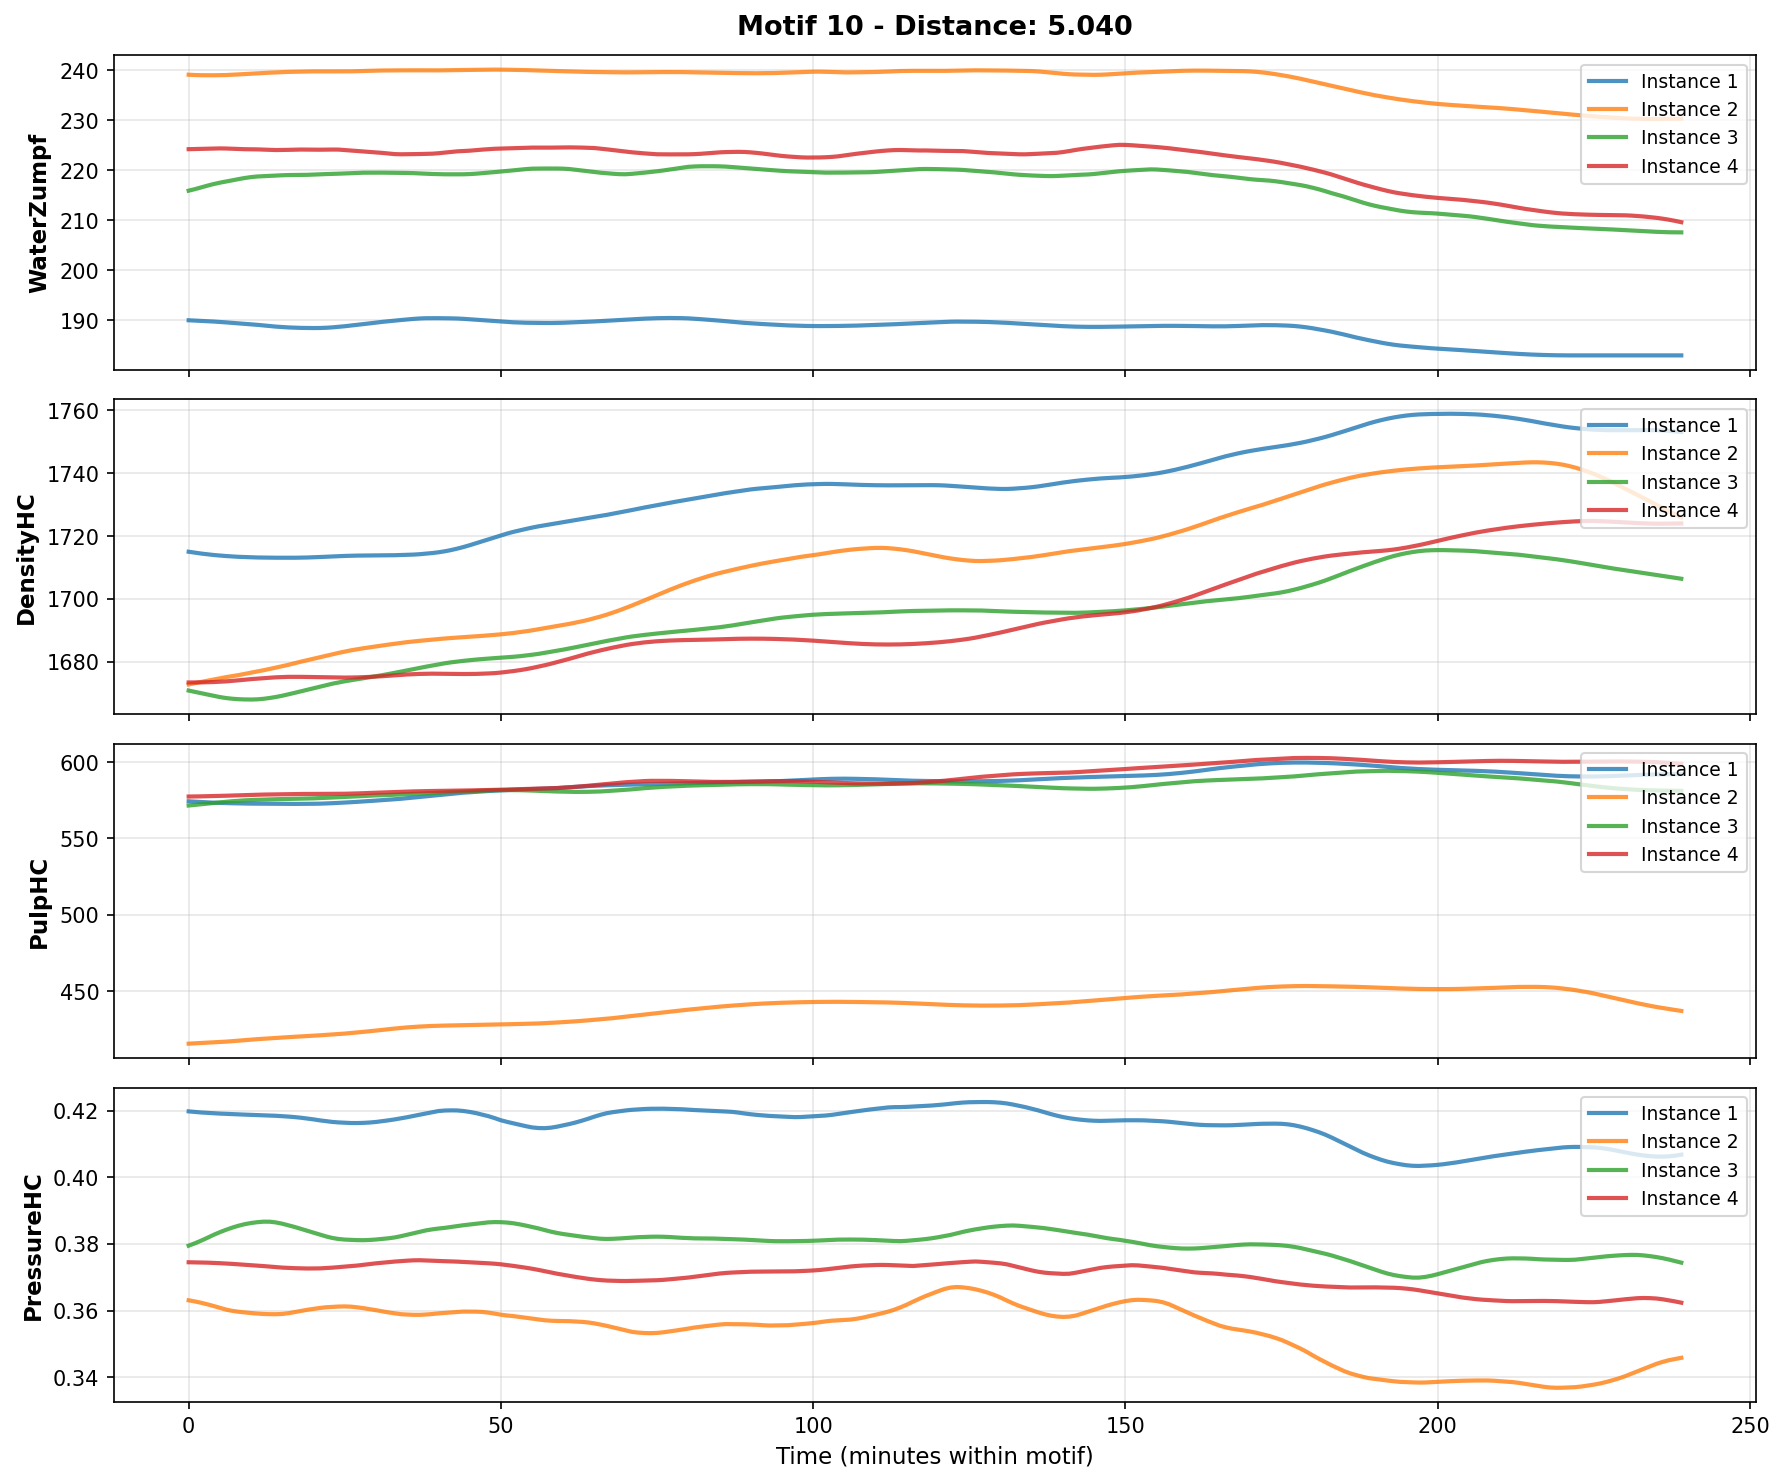 Motif 10 - Distance: 5.040
WaterZumpf
240
230
220
210
200
190
Instance 1
Instance 2
Instance 3
Instance 4
DensityHC
1760
1740
1720
1700
1680
Instance 1
Instance 2
Instance 3
Instance 4
PulpHC
600
550
500
450
Instance 1
Instance 2
Instance 3
Instance 4
PressureHC
0.42
0.40
0.38
0.36
0.34
Instance 1
Instance 2
Instance 3
Instance 4
0 50 100 150 200 250
Time (minutes within motif)